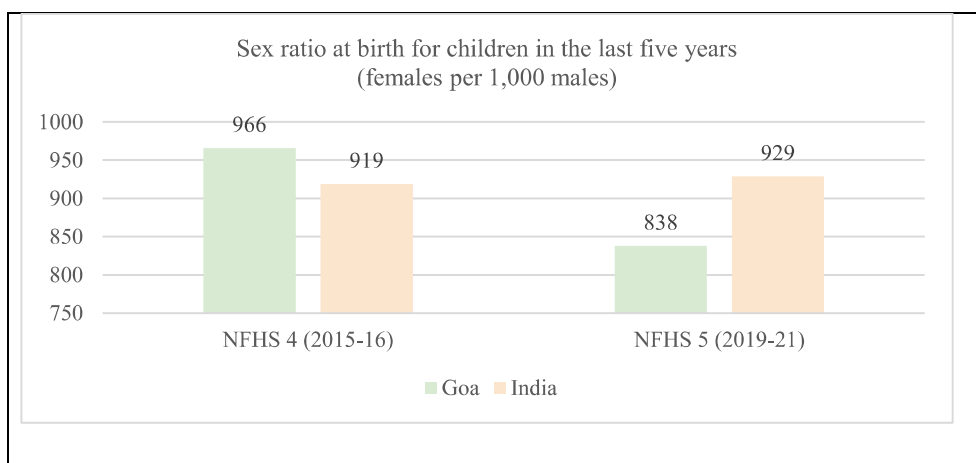 Sex ratio at birth for children in the last five years
(females per 1,000 males)
1000
950
900
850
800
750
966
919
838
929
NFHS 4 (2015-16)
NFHS 5 (2019-21)
Goa
India